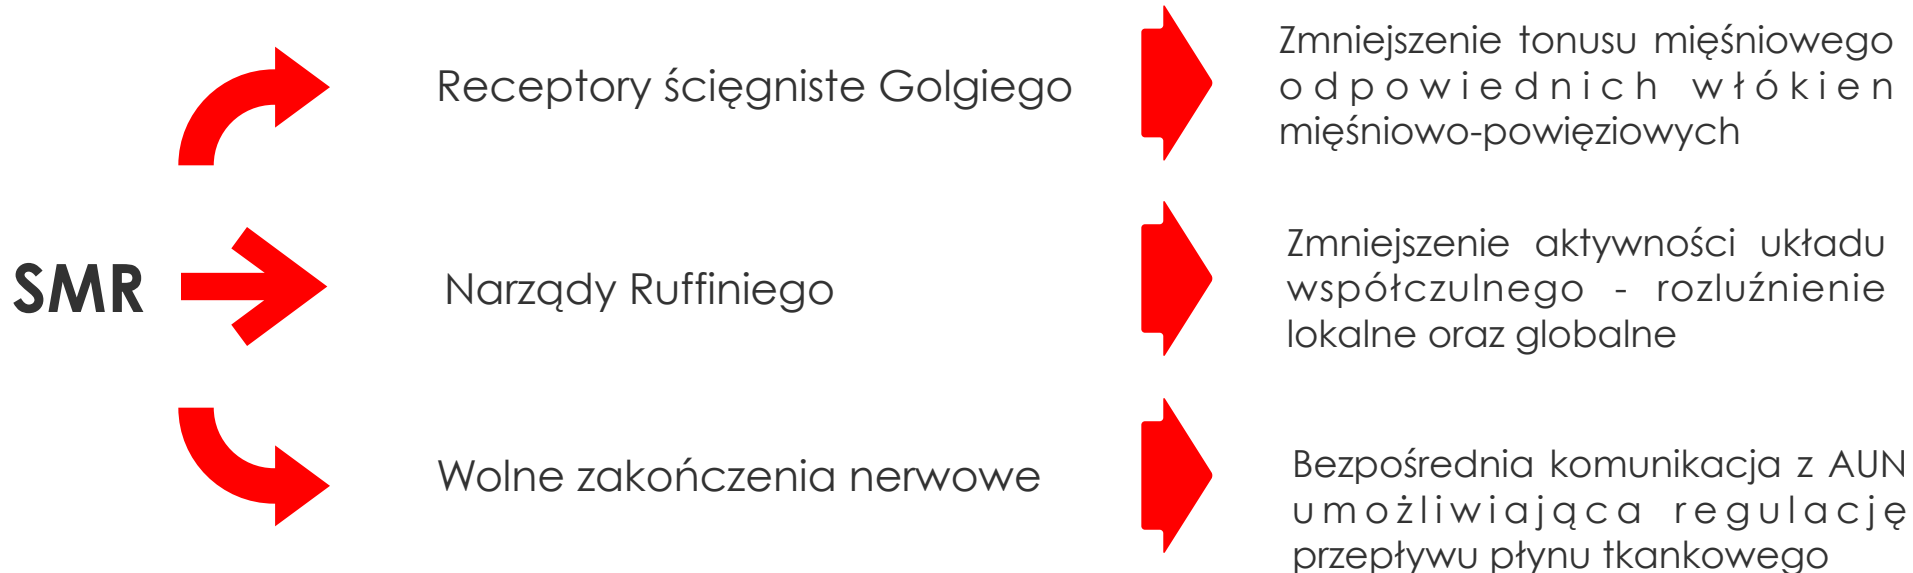 SMR
Receptory ścięgniste Golgiego
Zmniejszenie tonusu mięśniowego
odpowiednich włókien
mięśniowo-powięziowych
Narządy Ruffiniego
Zmniejszenie aktywności układu
współczulnego - rozluźnienie
lokalne oraz globalne
Wolne zakończenia nerwowe
Bezpośrednia komunikacja z AUN
umożliwiająca regulację
przepływu płynu tkankowego